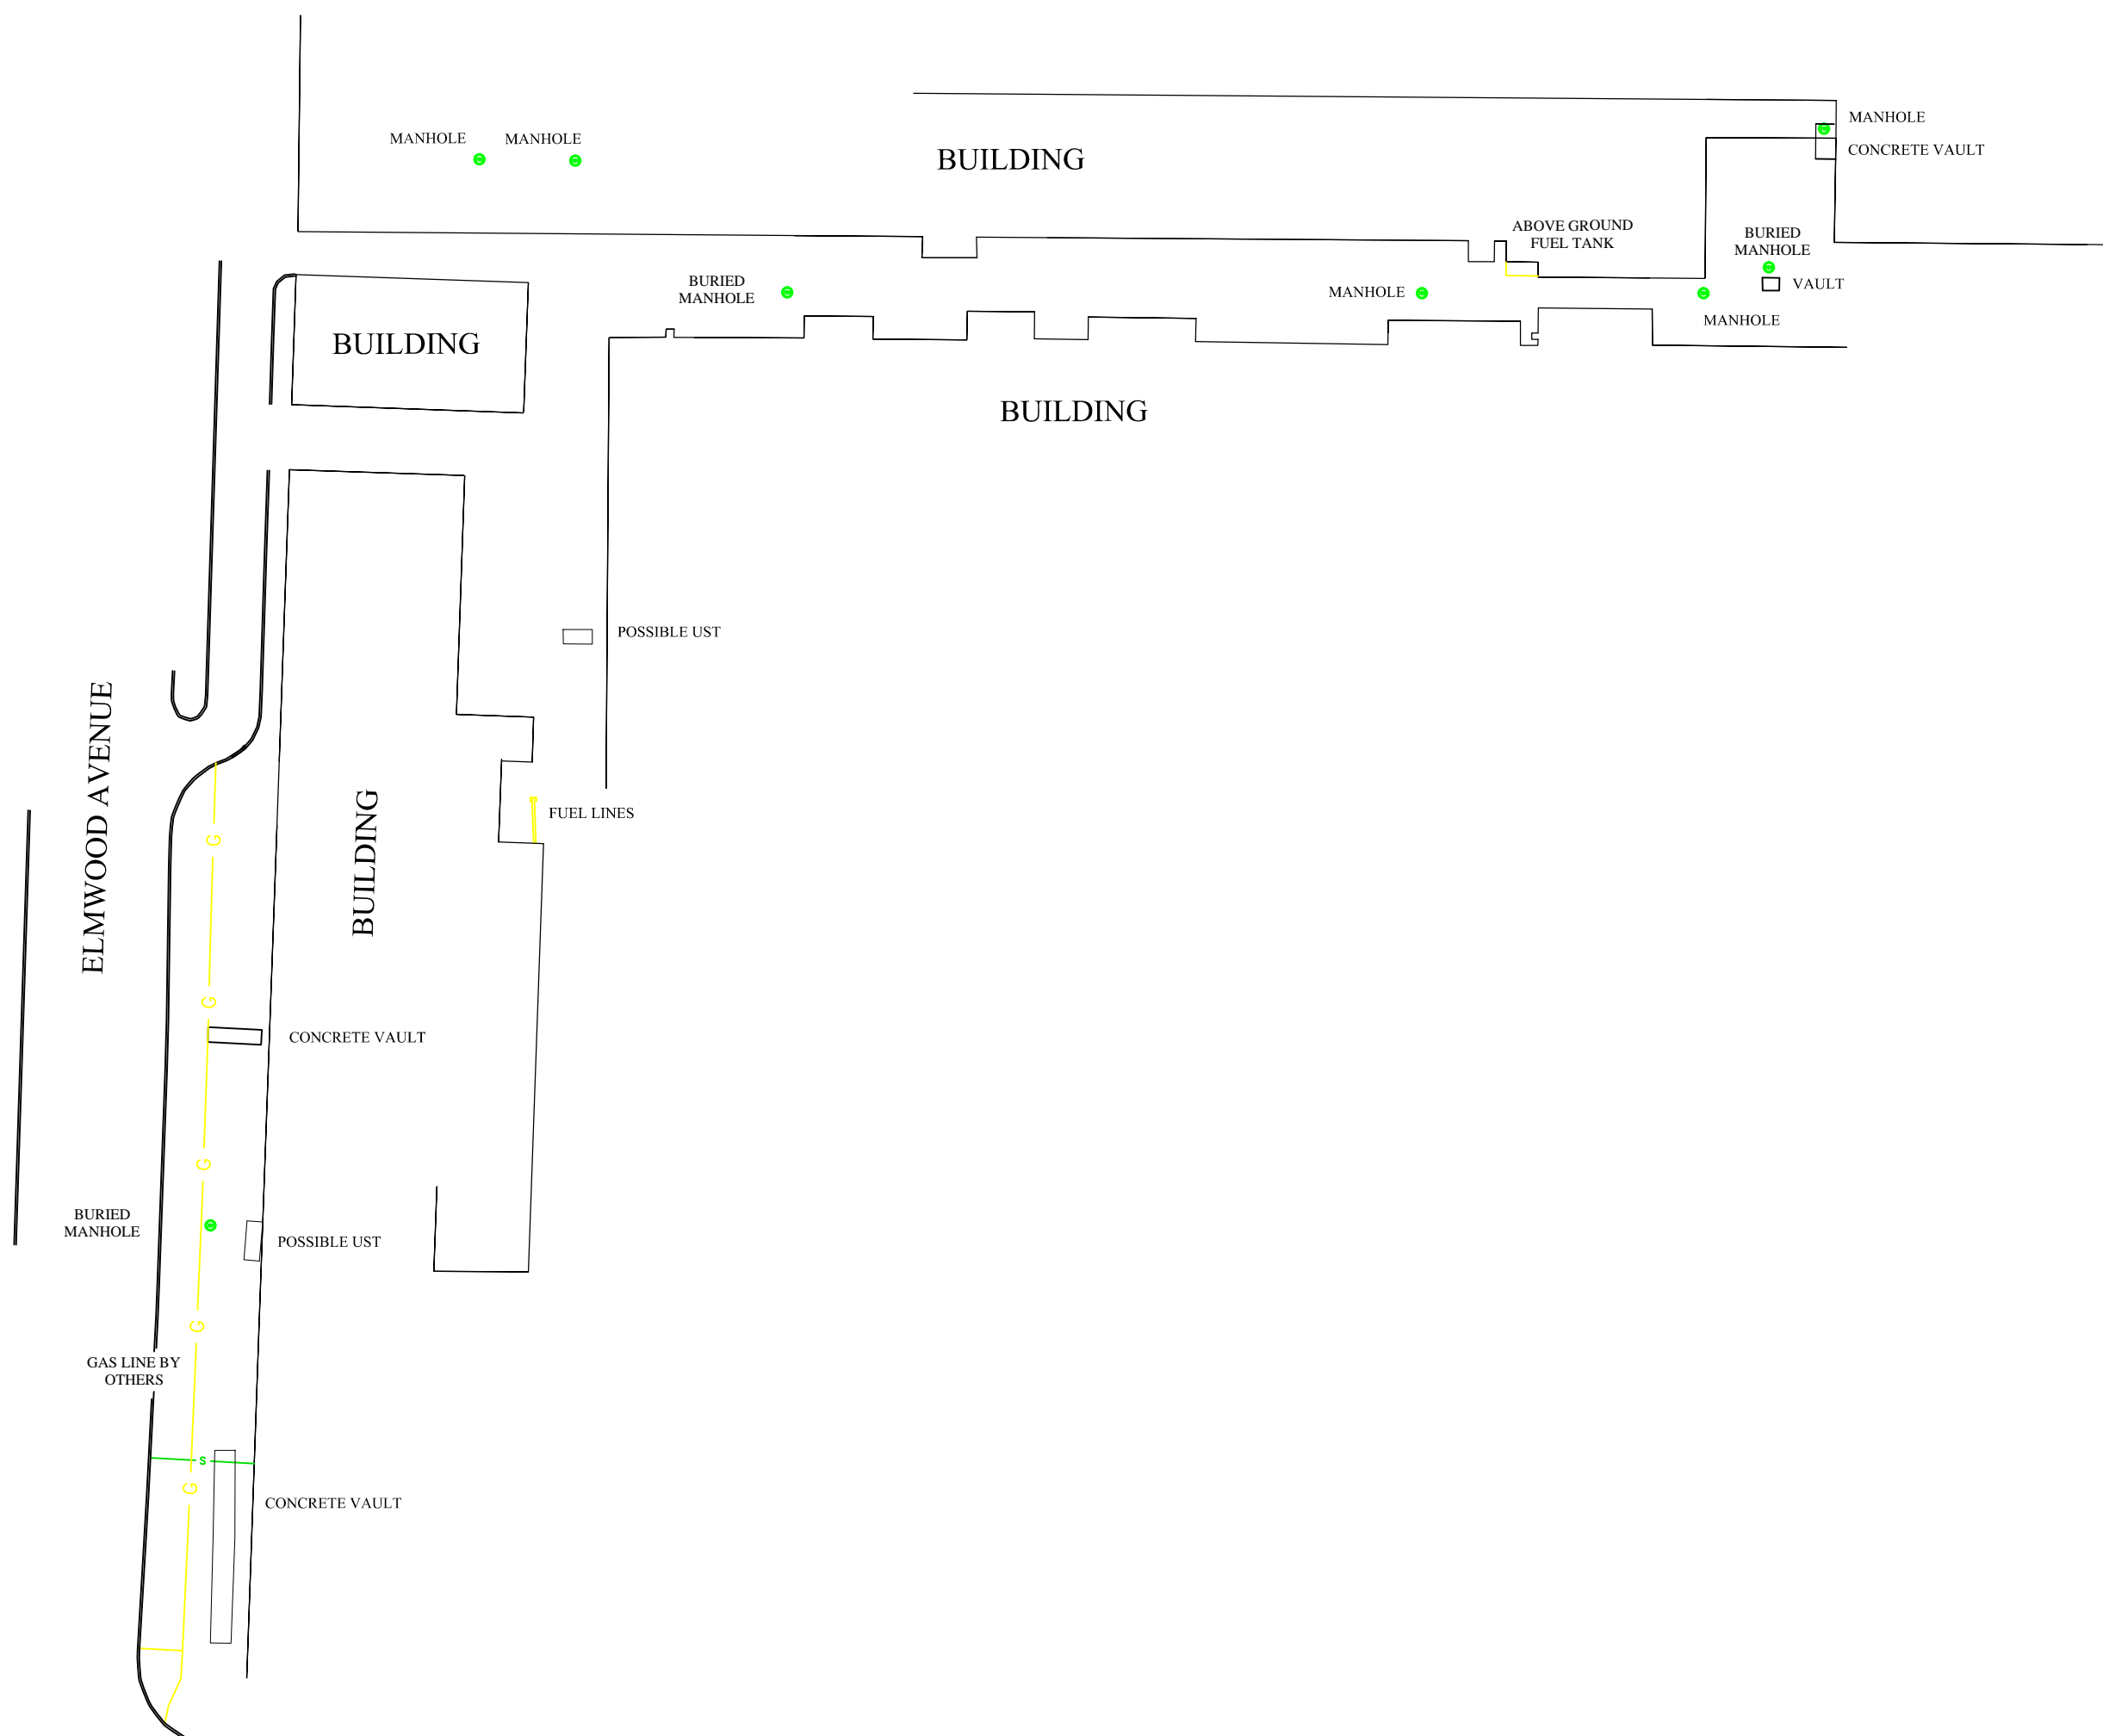 MANHOLE
MANHOLE
BUILDING
MANHOLE
CONCRETE VAULT
ABOVE GROUND
FUEL TANK
BURIED
MANHOLE
BURIED
MANHOLE
MANHOLE
VAULT
MANHOLE
BUILDING
BUILDING
POSSIBLE UST
ELMWOOD AVENUE
FUEL LINES
BUILDING
G
G
CONCRETE VAULT
G
BURIED
MANHOLE
POSSIBLE UST
G
GAS LINE BY
OTHERS
S
G
CONCRETE VAULT